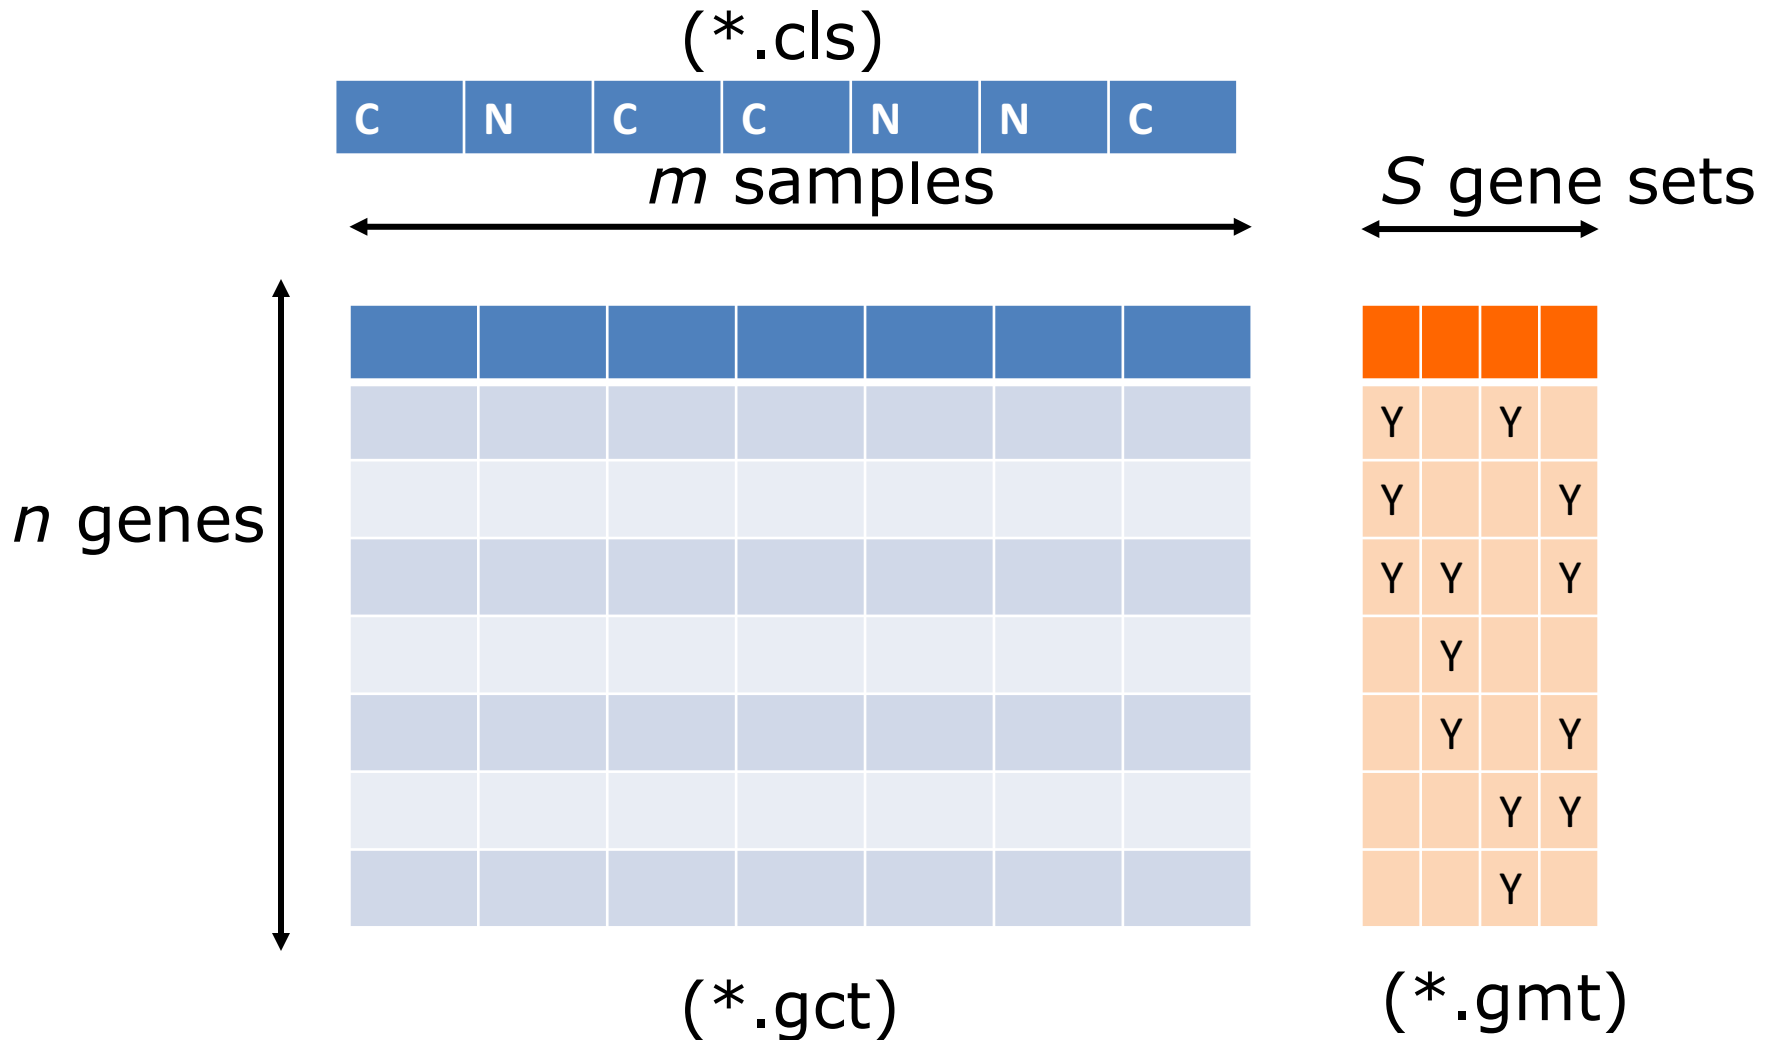 (*.cls)
C N C C N N C
m samples
S gene sets
n genes
Y Y
Y Y
Y Y Y
Y
Y Y
Y Y
Y
(*.gct)
(*.gmt)